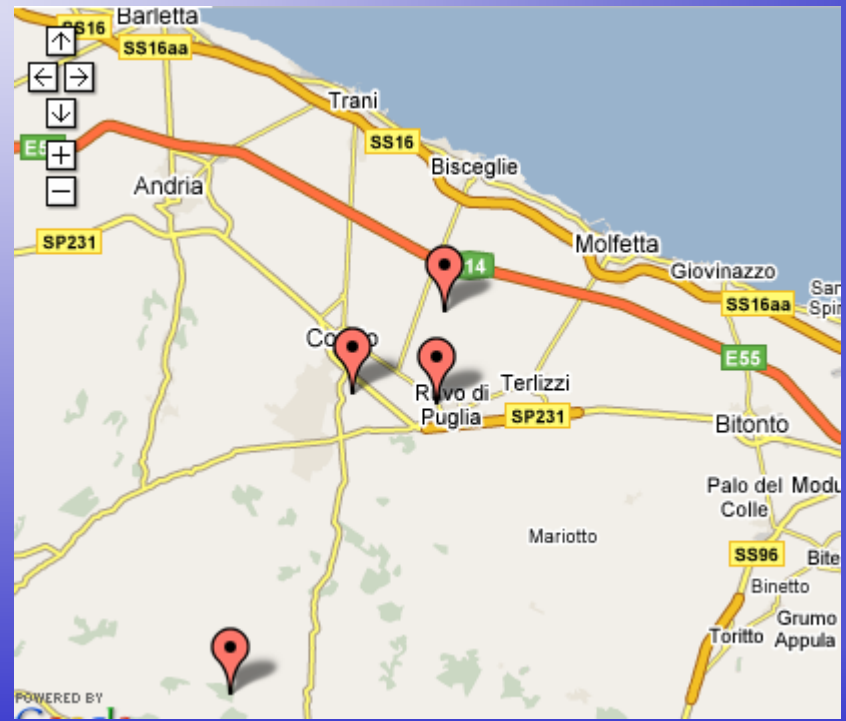 Barletta
SS16
SS16aa
Trani
SS16
Bisceglie
Andria
SP231
Molfetta
14
Giovinazzo
SS16aa
E55
Terlizzi
Puglia
SP231
Bitonto
Palo del
Colle
Mariotto
SS96
Binetto
Grumo
Toritto
Appula
POWERED BY